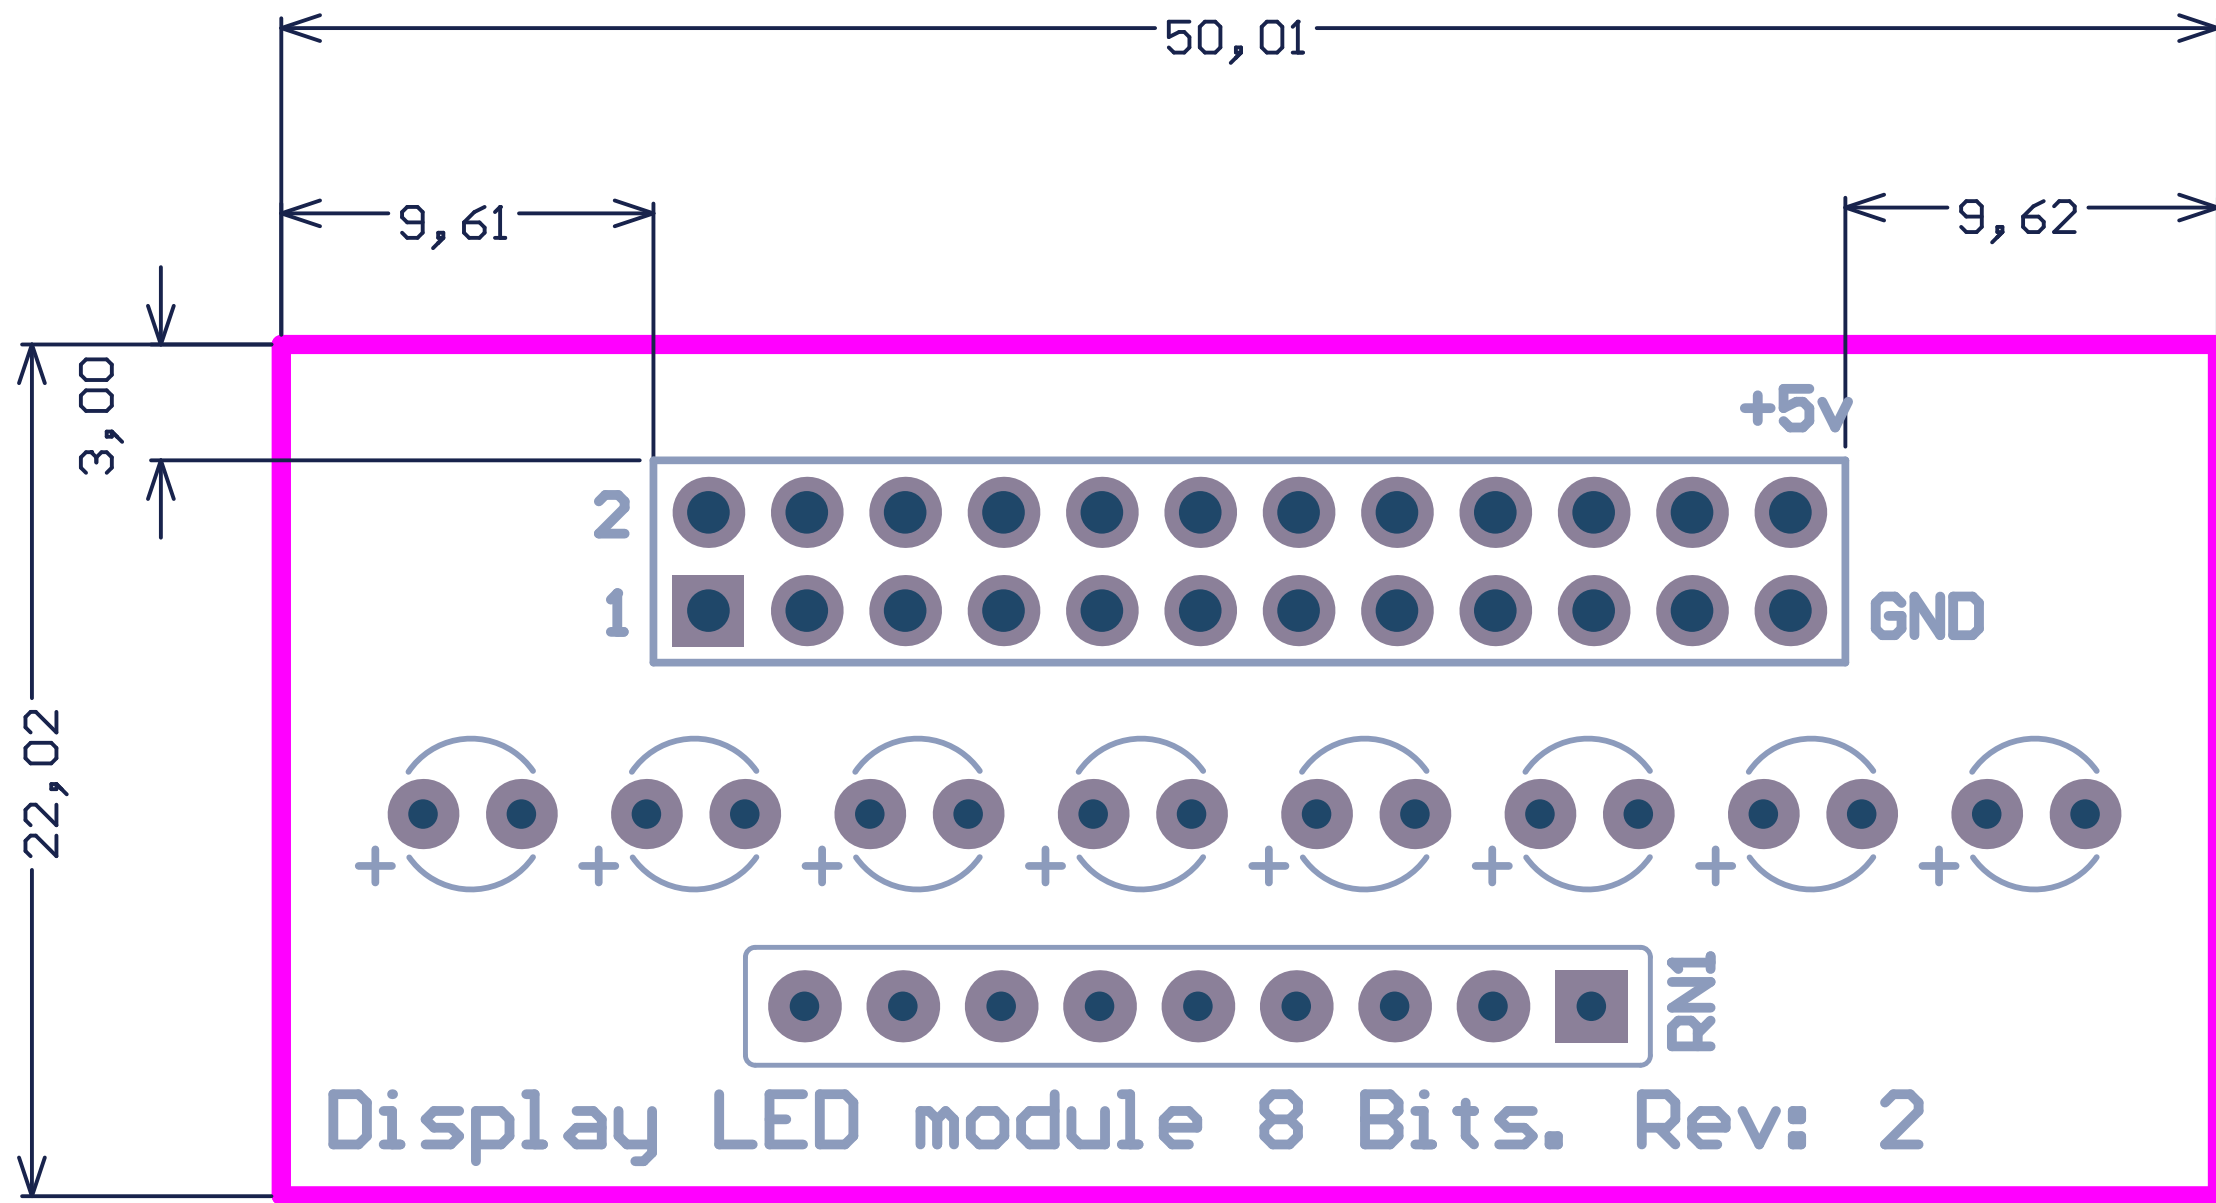 50,01
9,61
9,62
3,00
+5v
2
1
GND
22,02
+ + + + + + + +
RN1
Display LED module 8 Bits. Rev: 2